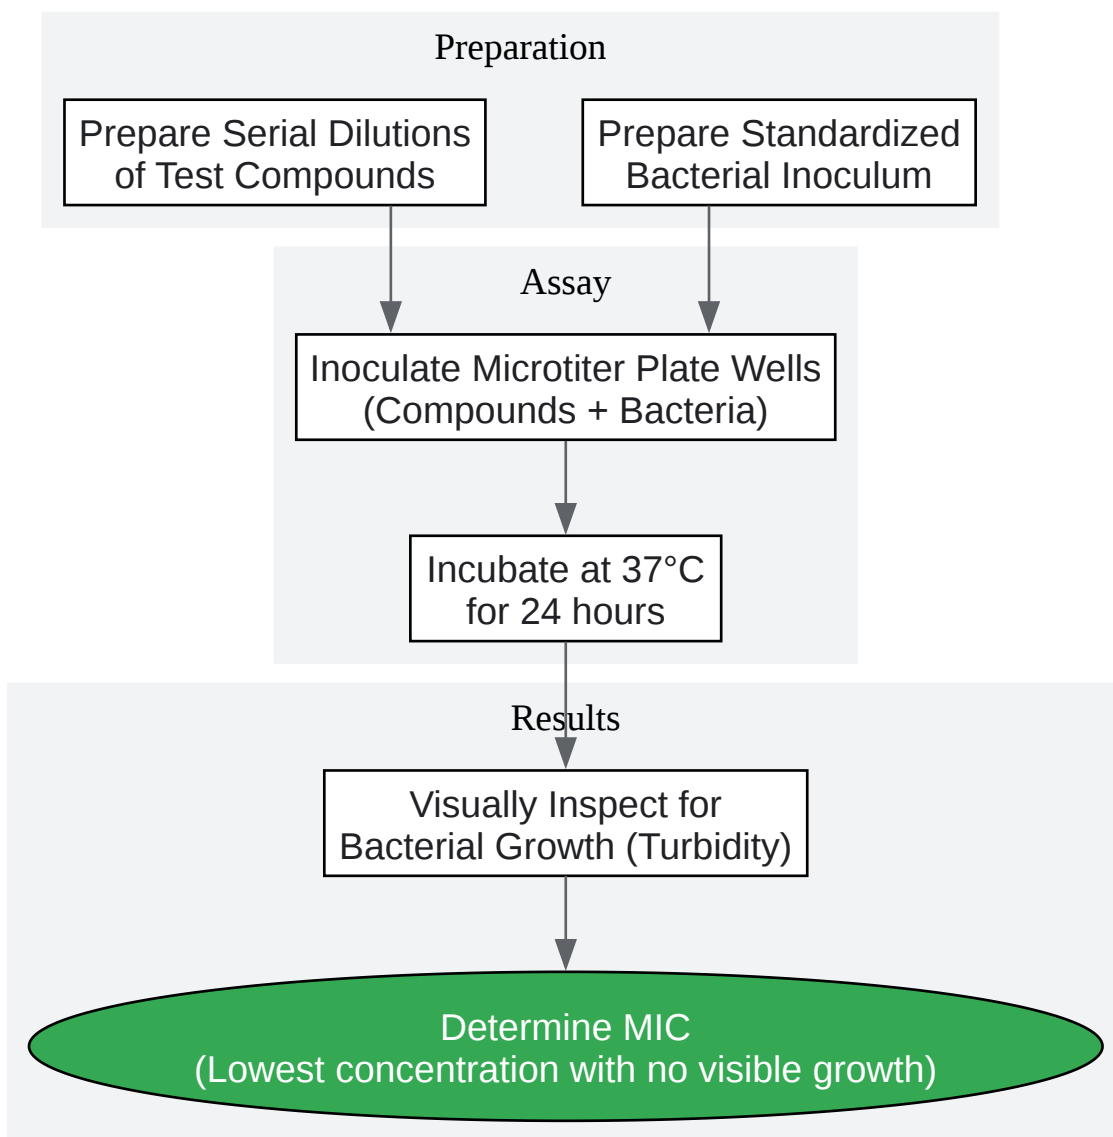 Preparation
Prepare Serial Dilutions
of Test Compounds
Prepare Standardized
Bacterial Inoculum
Assay
Inoculate Microtiter Plate Wells
(Compounds + Bacteria)
Incubate at 37°C
for 24 hours
Results
Visually Inspect for
Bacterial Growth (Turbidity)
Determine MIC
(Lowest concentration with no visible growth)